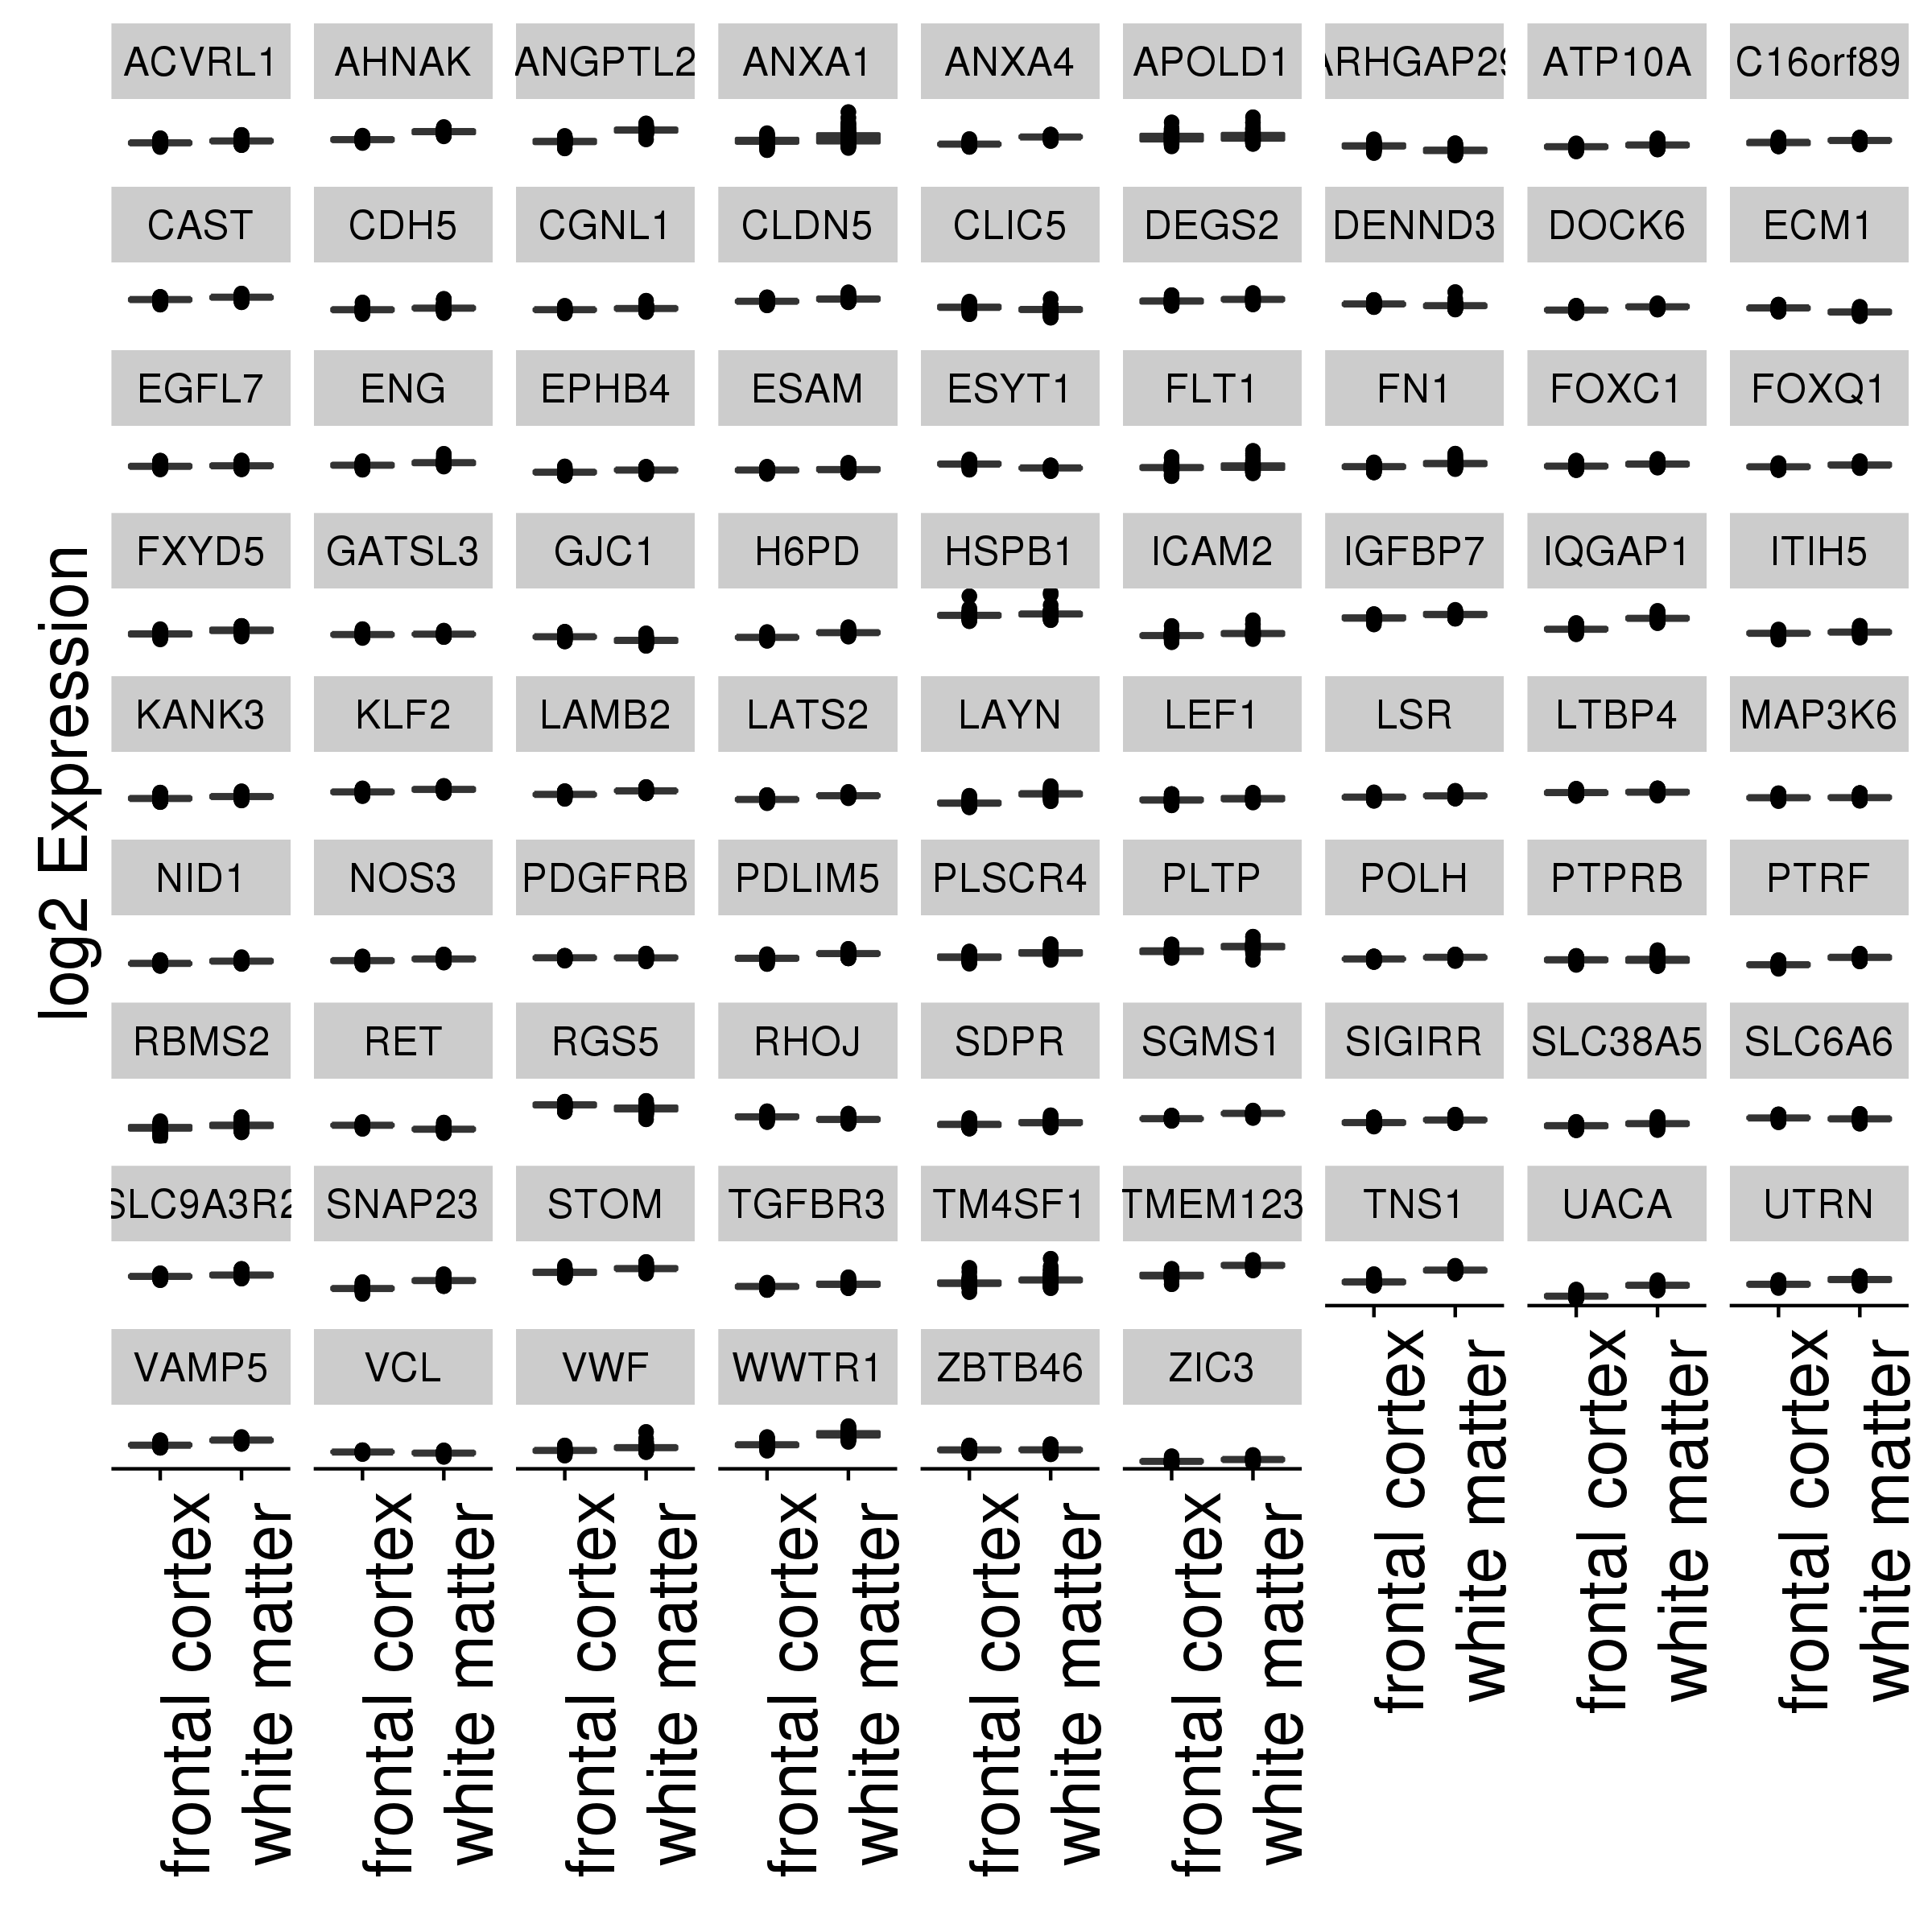 ACVRL1 AHNAK ANGPTL2 ANXA1 ANXA4 APOLD1 ARHGAP29 ATP10A C16orf89
CAST CDH5 CGNL1 CLDN5 CLIC5 DEGS2 DENND3 DOCK6 ECM1
EGFL7 ENG EPHB4 ESAM ESYT1 FLT1 FN1 FOXC1 FOXQ1
FXYD5 GATSL3 GJC1 H6PD HSPB1 ICAM2 IGFBP7 IQGAP1 ITIH5
log2 Expression
KANK3 KLF2 LAMB2 LATS2 LAYN LEF1 LSR LTBP4 MAP3K6
NID1 NOS3 PDGFRB PDLIM5 PLSCR4 PLTP POLH PTPRB PTRF
RBMS2 RET RGS5 RHOJ SDPR SGMS1 SIGIRR SLC38A5 SLC6A6
SLC9A3R2 SNAP23 STOM TGFBR3 TM4SF1 TMEM123 TNS1 UACA UTRN
VAMP5 VCL VWF WWTR1 ZBTB46 ZIC3
frontal cortex
white matter
frontal cortex
white matter
frontal cortex
white matter
frontal cortex
white matter
frontal cortex
white matter
frontal cortex
white matter
frontal cortex
white matter
frontal cortex
white matter
frontal cortex
white matter